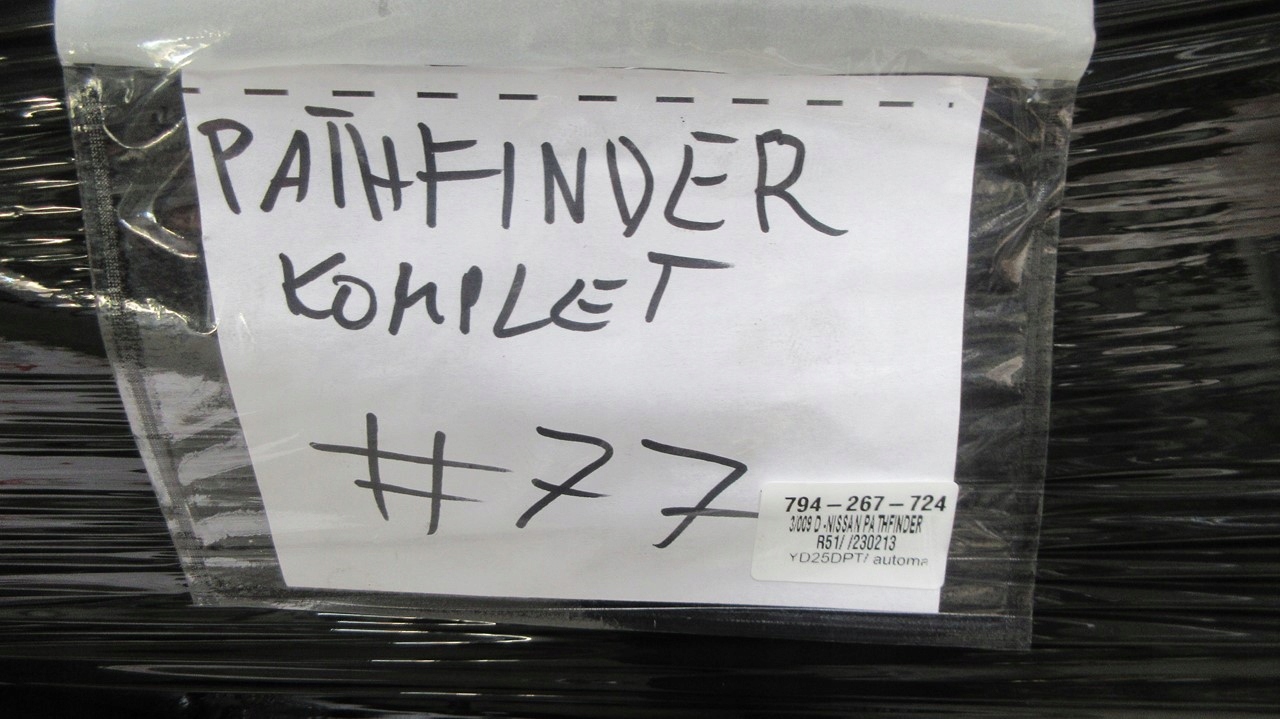 PATHFINDER
KOMPLET
#77
794-267-724
3/009 D-NISSAN PATHFINDER
R51/ /230213
YD25DPT/ automa